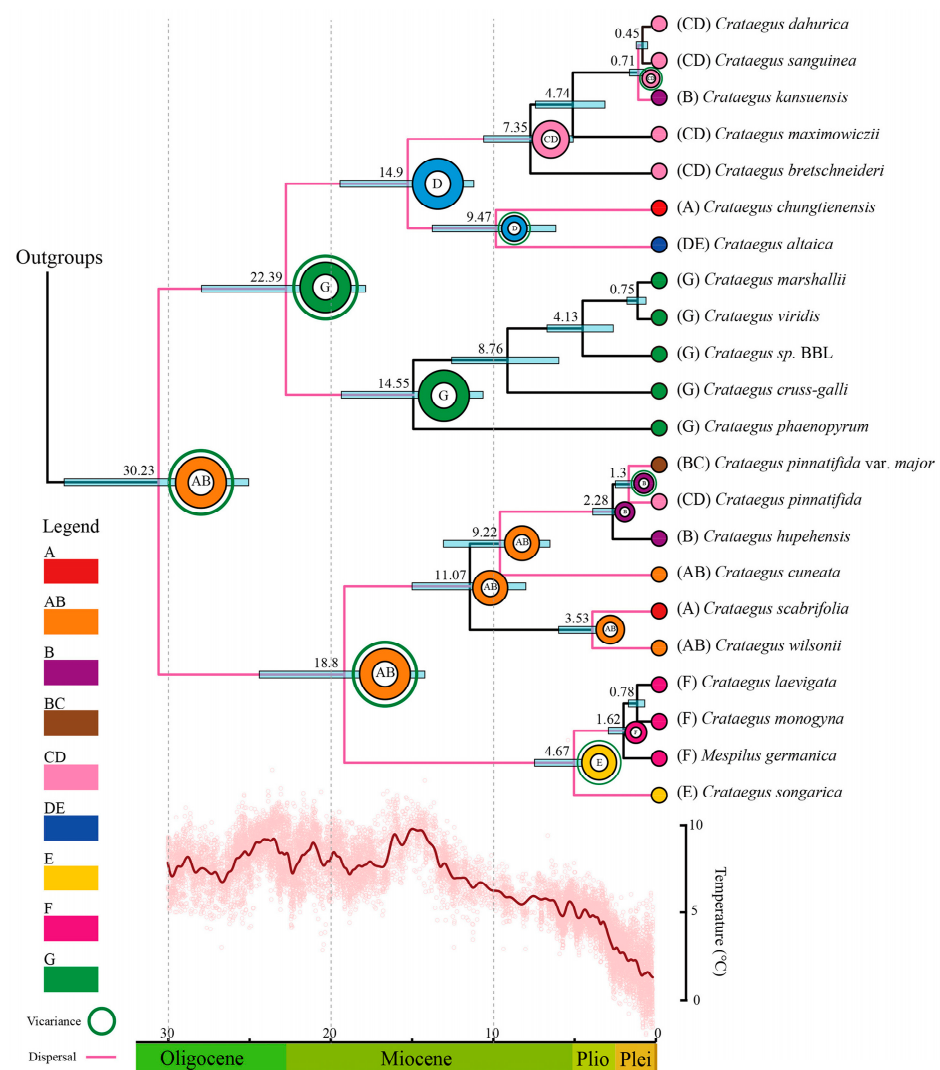 0.45
(CD) Crataegus dahurica
0.71
(CD) Crataegus sanguinea
CD
(B) Crataegus kansuensis
4.74
7.35
CD
(CD) Crataegus maximowiczii
(CD) Crataegus bretschneideri
14.9
D
9.47
(A) Crataegus chungtienensis
D
(DE) Crataegus altaica
Outgroups
22.39
G
0.75
(G) Crataegus marshallii
4.13
(G) Crataegus viridis
8.76
(G) Crataegus sp. BBL
14.55
G
(G) Crataegus cruss-galli
(G) Crataegus phaenopyrum
30.23
AB
1.3
(BC) Crataegus pinnatifida var. major
B
2.28
(CD) Crataegus pinnatifida
B
9.22
AB
(B) Crataegus hupehensis
11.07
AB
(AB) Crataegus cuneata
3.53
AB
(A) Crataegus scabrifolia
(AB) Crataegus wilsonii
18.8
AB
0.78
(F) Crataegus laevigata
1.62
F
(F) Crataegus monogyna
4.67
E
(F) Mespilus germanica
(E) Crataegus songarica
Legend
A
AB
B
BC
CD
DE
E
F
G
Vicariance
Dispersal
10
5
0
Temperature (°C)
30
20
10
0
Oligocene
Miocene
Plio
Plei